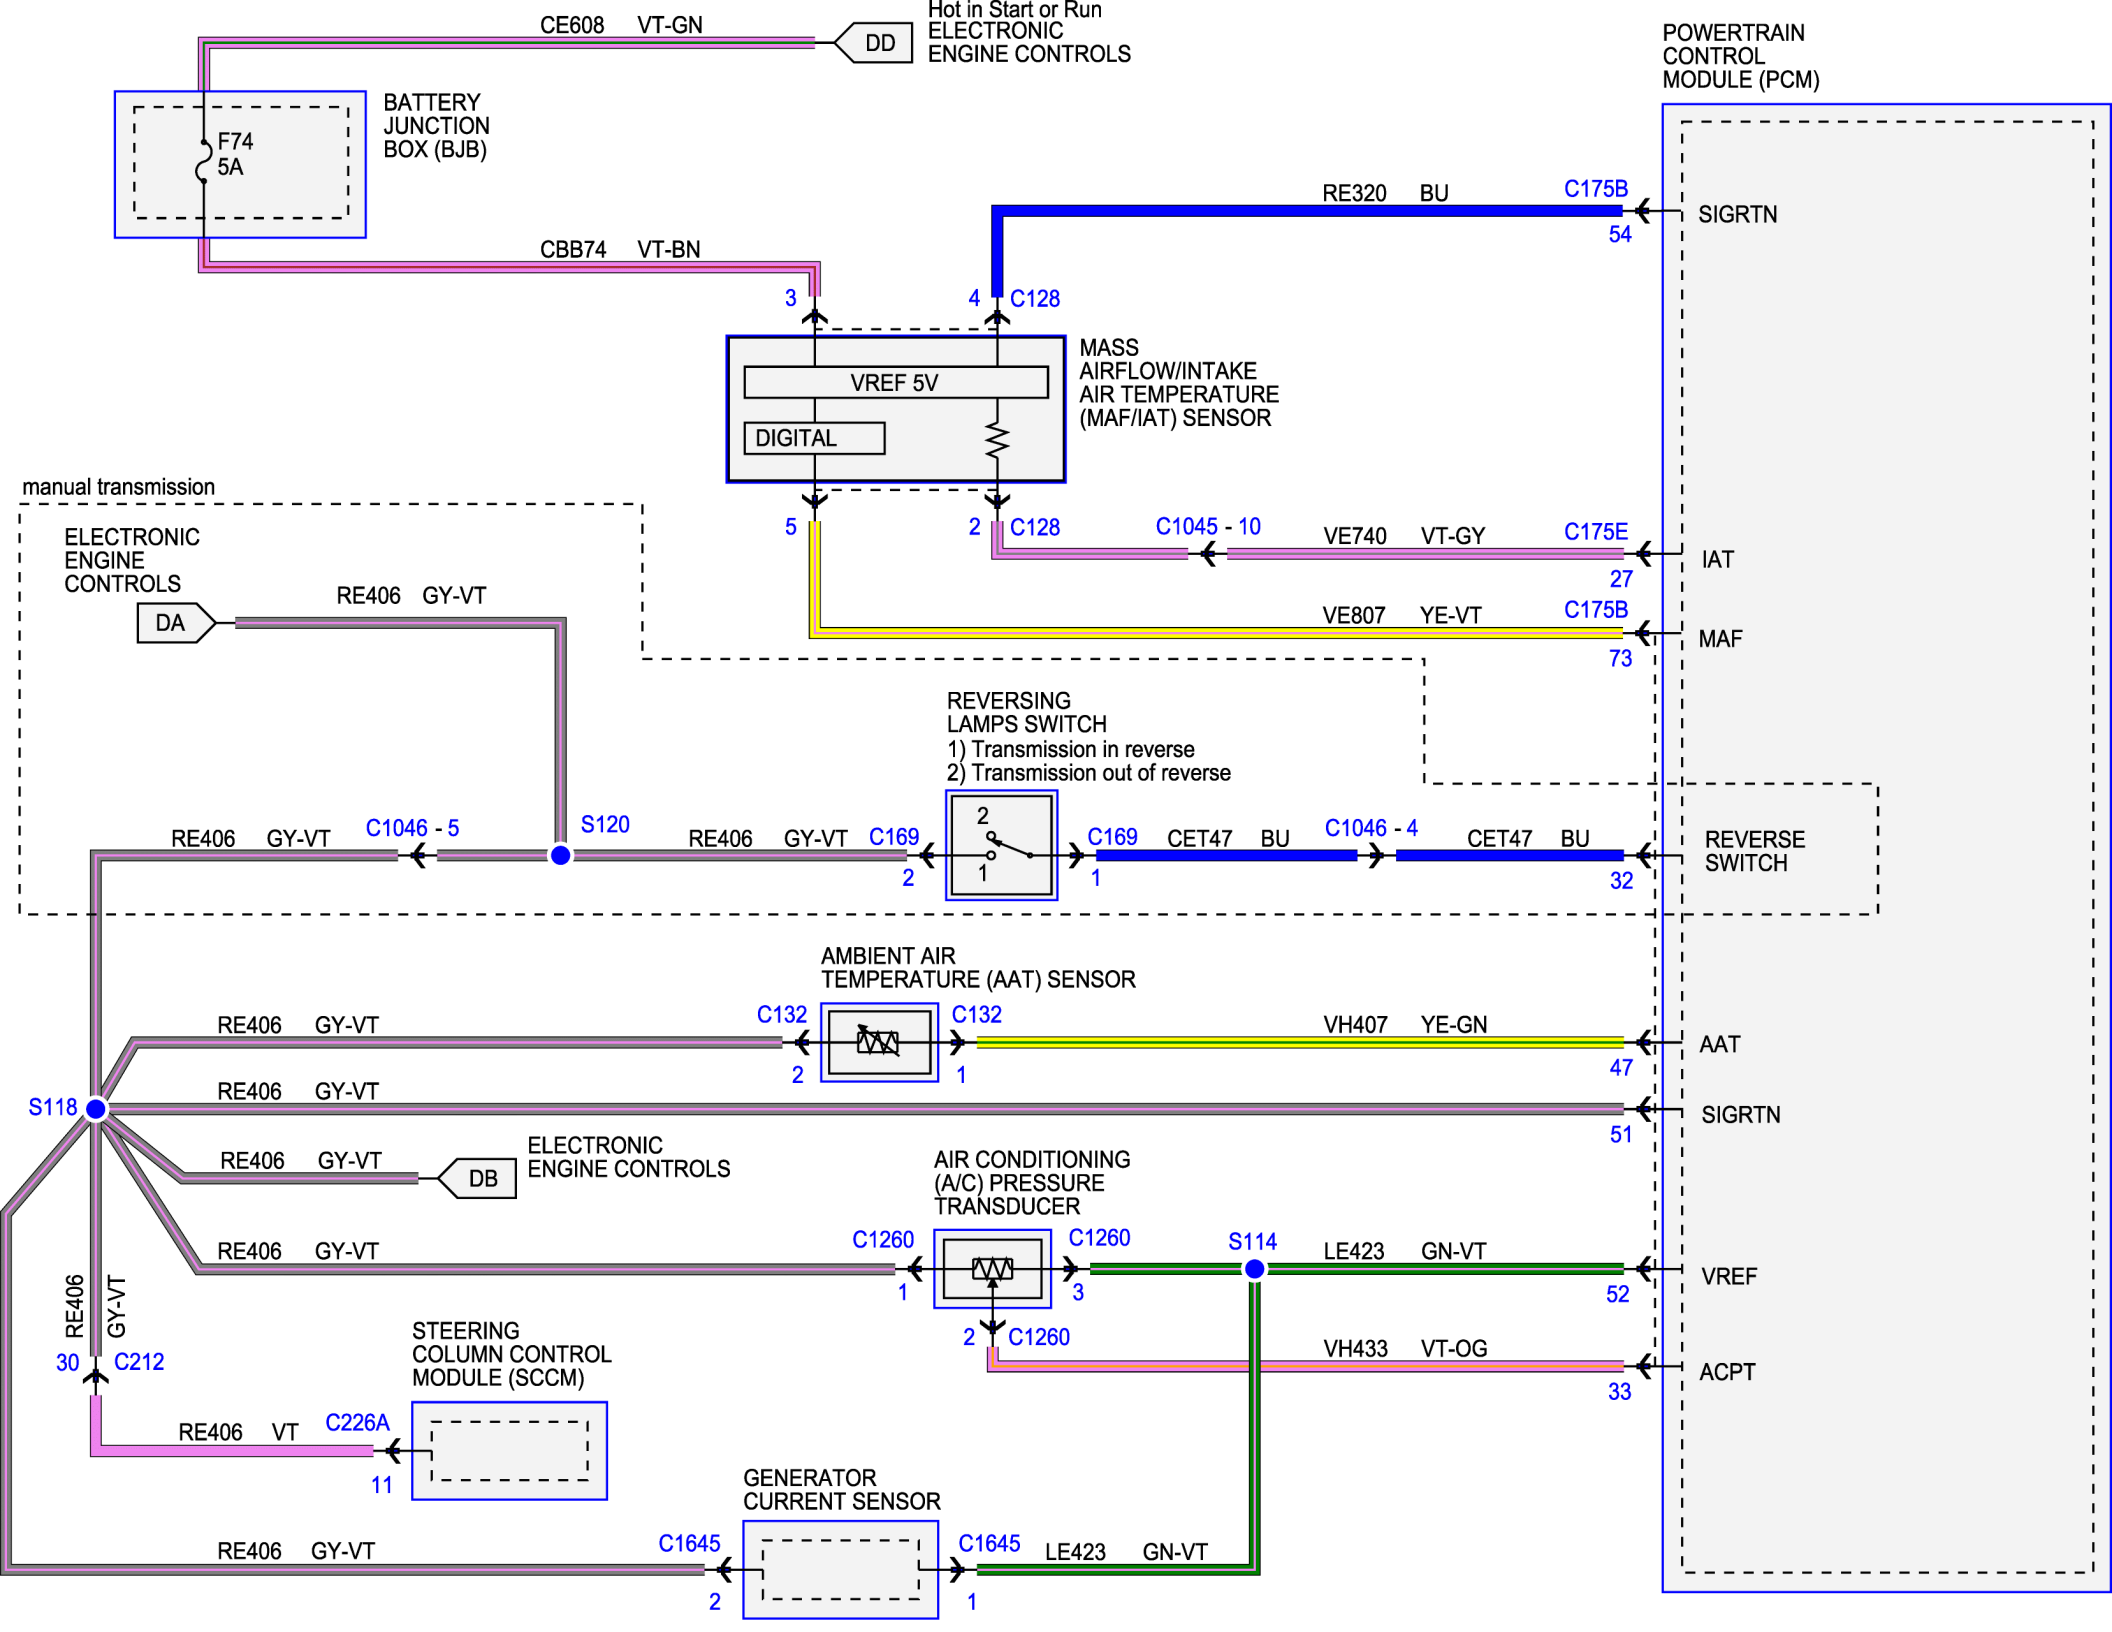 CE608 VT-GN
DD
Hot in Start or Run
ELECTRONIC
ENGINE CONTROLS
POWERTRAIN
CONTROL
MODULE (PCM)
BATTERY
JUNCTION
BOX (BJB)
F74
5A
CBB74 VT-BN
RE320 BU
C175B
54
SIGRTN
3
4
C128
MASS
AIRFLOW/INTAKE
AIR TEMPERATURE
(MAF/IAT) SENSOR
VREF 5V
DIGITAL
5
2
C128
C1045 - 10
VE740 VT-GY
C175E
27
IAT
VE807 YE-VT
C175B
73
MAF
manual transmission
ELECTRONIC
ENGINE
CONTROLS
DA
RE406 GY-VT
REVERSING
LAMPS SWITCH
1) Transmission in reverse
2) Transmission out of reverse
RE406 GY-VT
C1046 - 5
S120
RE406 GY-VT
C169
2
2
1
C169
1
CET47 BU
C1046 - 4
CET47 BU
32
REVERSE
SWITCH
AMBIENT AIR
TEMPERATURE (AAT) SENSOR
RE406 GY-VT
C132
2
C132
1
VH407 YE-GN
47
AAT
S118
RE406 GY-VT
51
SIGRTN
RE406 GY-VT
DB
ELECTRONIC
ENGINE CONTROLS
AIR CONDITIONING
(A/C) PRESSURE
TRANSDUCER
RE406 GY-VT
C1260
1
C1260
3
S114
LE423 GN-VT
52
VREF
2
C1260
VH433 VT-OG
33
ACPT
RE406
GY-VT
30
C212
STEERING
COLUMN CONTROL
MODULE (SCCM)
RE406 VT
C226A
11
GENERATOR
CURRENT SENSOR
RE406 GY-VT
C1645
2
C1645
1
LE423 GN-VT